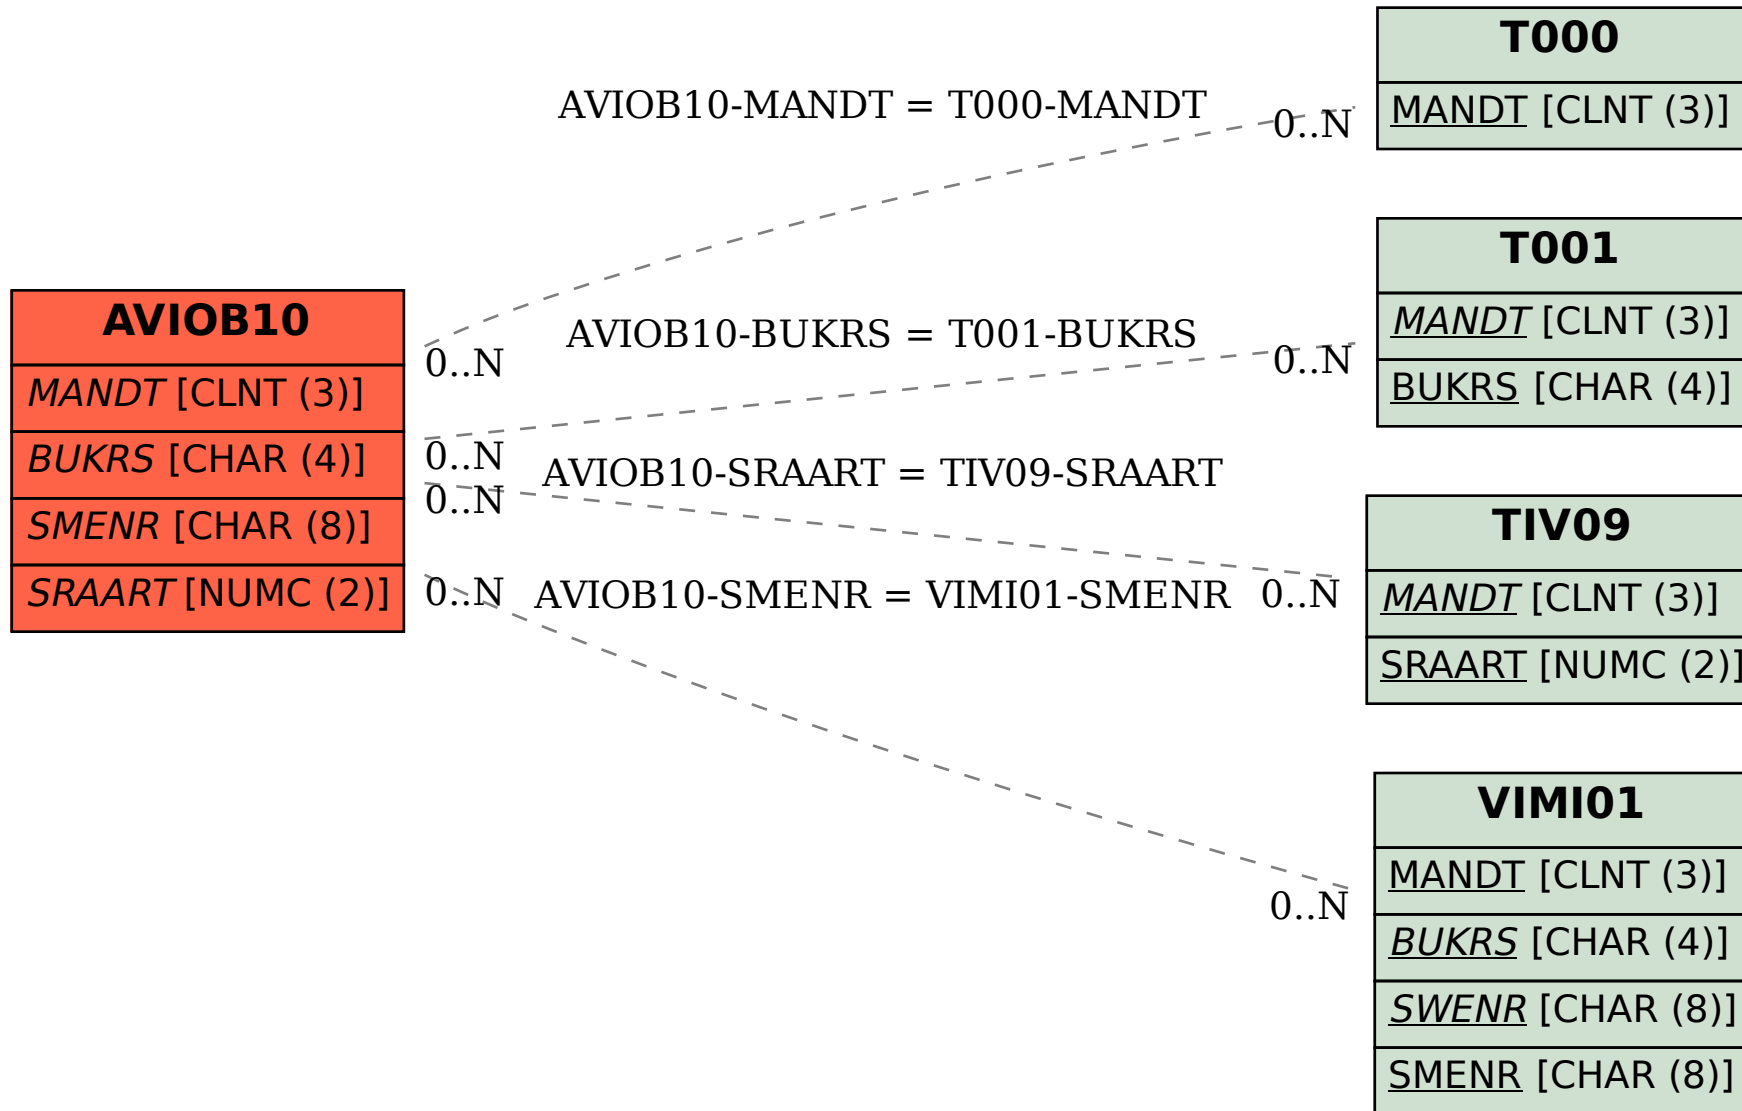 T000
MANDT [CLNT (3)]
AVIOB10-MANDT = T000-MANDT
0..N
0..N
T001
MANDT [CLNT (3)]
BUKRS [CHAR (4)]
AVIOB10
MANDT [CLNT (3)]
BUKRS [CHAR (4)]
SMENR [CHAR (8)]
SRAART [NUMC (2)]
AVIOB10-BUKRS = T001-BUKRS
0..N
0..N
AVIOB10-SRAART = TIV09-SRAART
0..N
0..N
TIV09
MANDT [CLNT (3)]
SRAART [NUMC (2)]
AVIOB10-SMENR = VIMI01-SMENR
0..N
0..N
VIMI01
MANDT [CLNT (3)]
BUKRS [CHAR (4)]
SWENR [CHAR (8)]
SMENR [CHAR (8)]